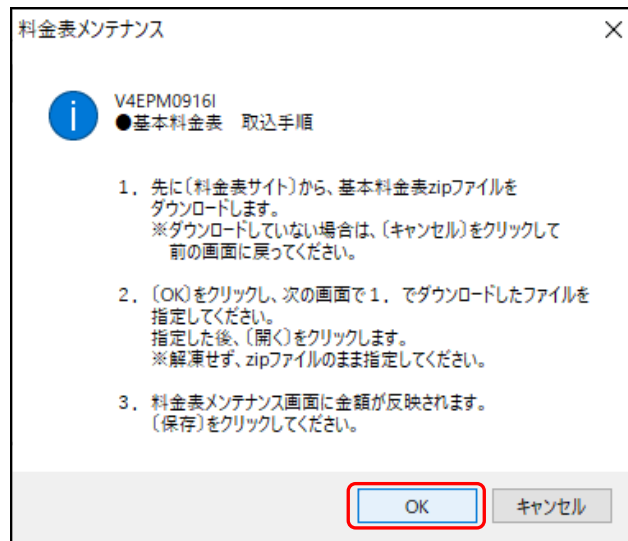 料金表メンテナンス
V4EPM0916I
●基本料金表　取込手順
１．先に〔料金表サイト〕から、基本料金表zipファイルを
ダウンロードします。
※ダウンロードしていない場合は、〔キャンセル〕をクリックして
前の画面に戻ってください。
２．〔OK〕をクリックし、次の画面で１．でダウンロードしたファイルを
指定してください。
指定した後、〔開く〕をクリックします。
※解凍せず、zipファイルのまま指定してください。
３．料金表メンテナンス画面に金額が反映されます。
〔保存〕をクリックしてください。
OK
キャンセル